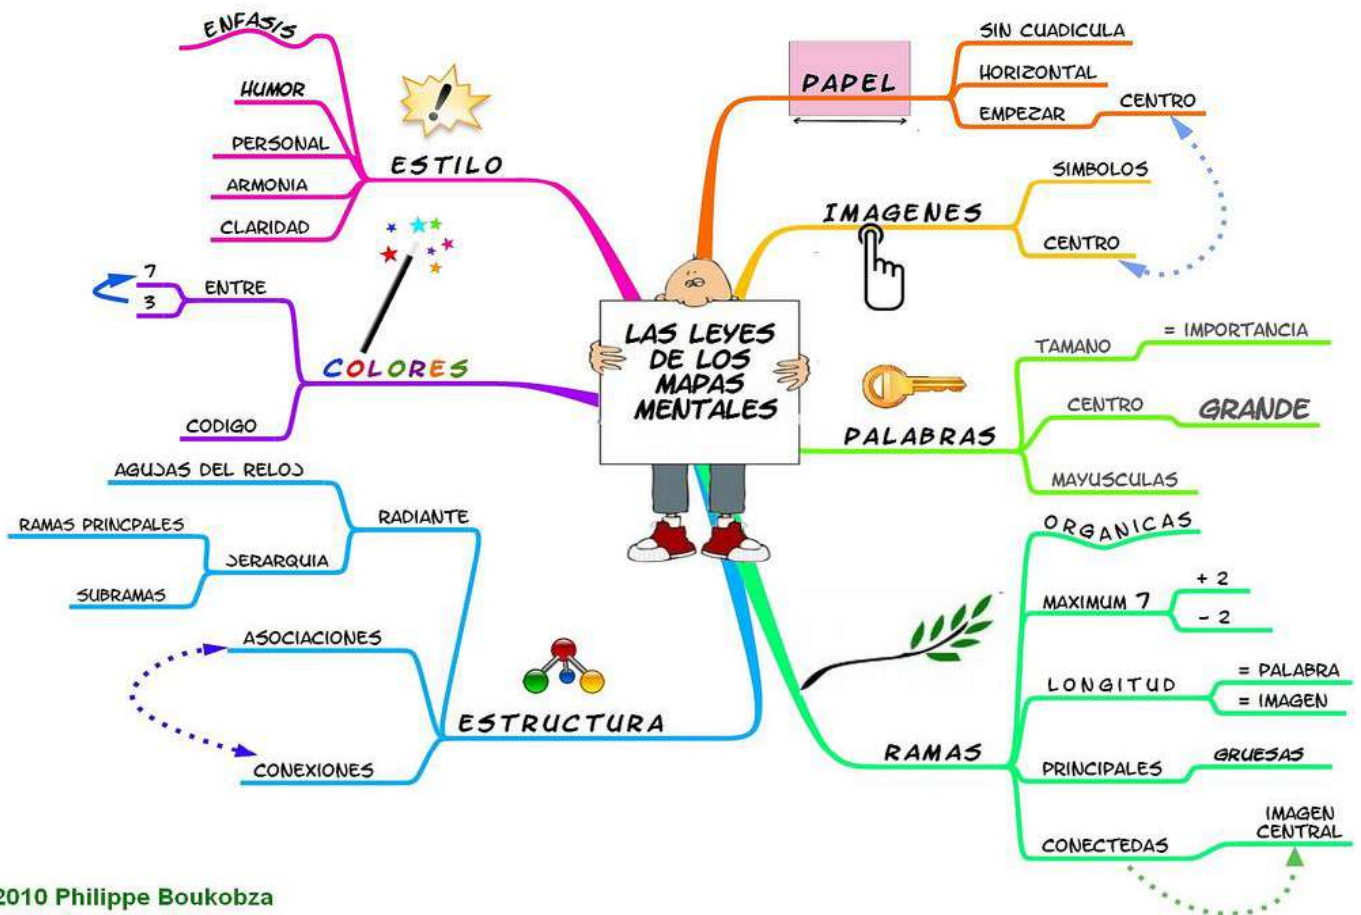 LAS LEYES
DE LOS
MAPAS
MENTALES
PAPEL
SIN CUADICULA
HORIZONTAL
EMPEZAR
CENTRO
IMAGENES
SIMBOLOS
CENTRO
PALABRAS
TAMANO
= IMPORTANCIA
CENTRO
GRANDE
MAYUSCULAS
RAMAS
ORGANICAS
MAXIMUM 7
+ 2
- 2
LONGITUD
= PALABRA
= IMAGEN
PRINCIPALES
GRUESAS
CONECTEDAS
IMAGEN
CENTRAL
ESTRUCTURA
RADIANTE
AGUJAS DEL RELOJ
JERARQUIA
RAMAS PRINCPALES
SUBRAMAS
ASOCIACIONES
CONEXIONES
COLORES
ENTRE
7
3
CODIGO
ESTILO
!
ENFASIS
HUMOR
PERSONAL
ARMONIA
CLARIDAD
2010 Philippe Boukobza